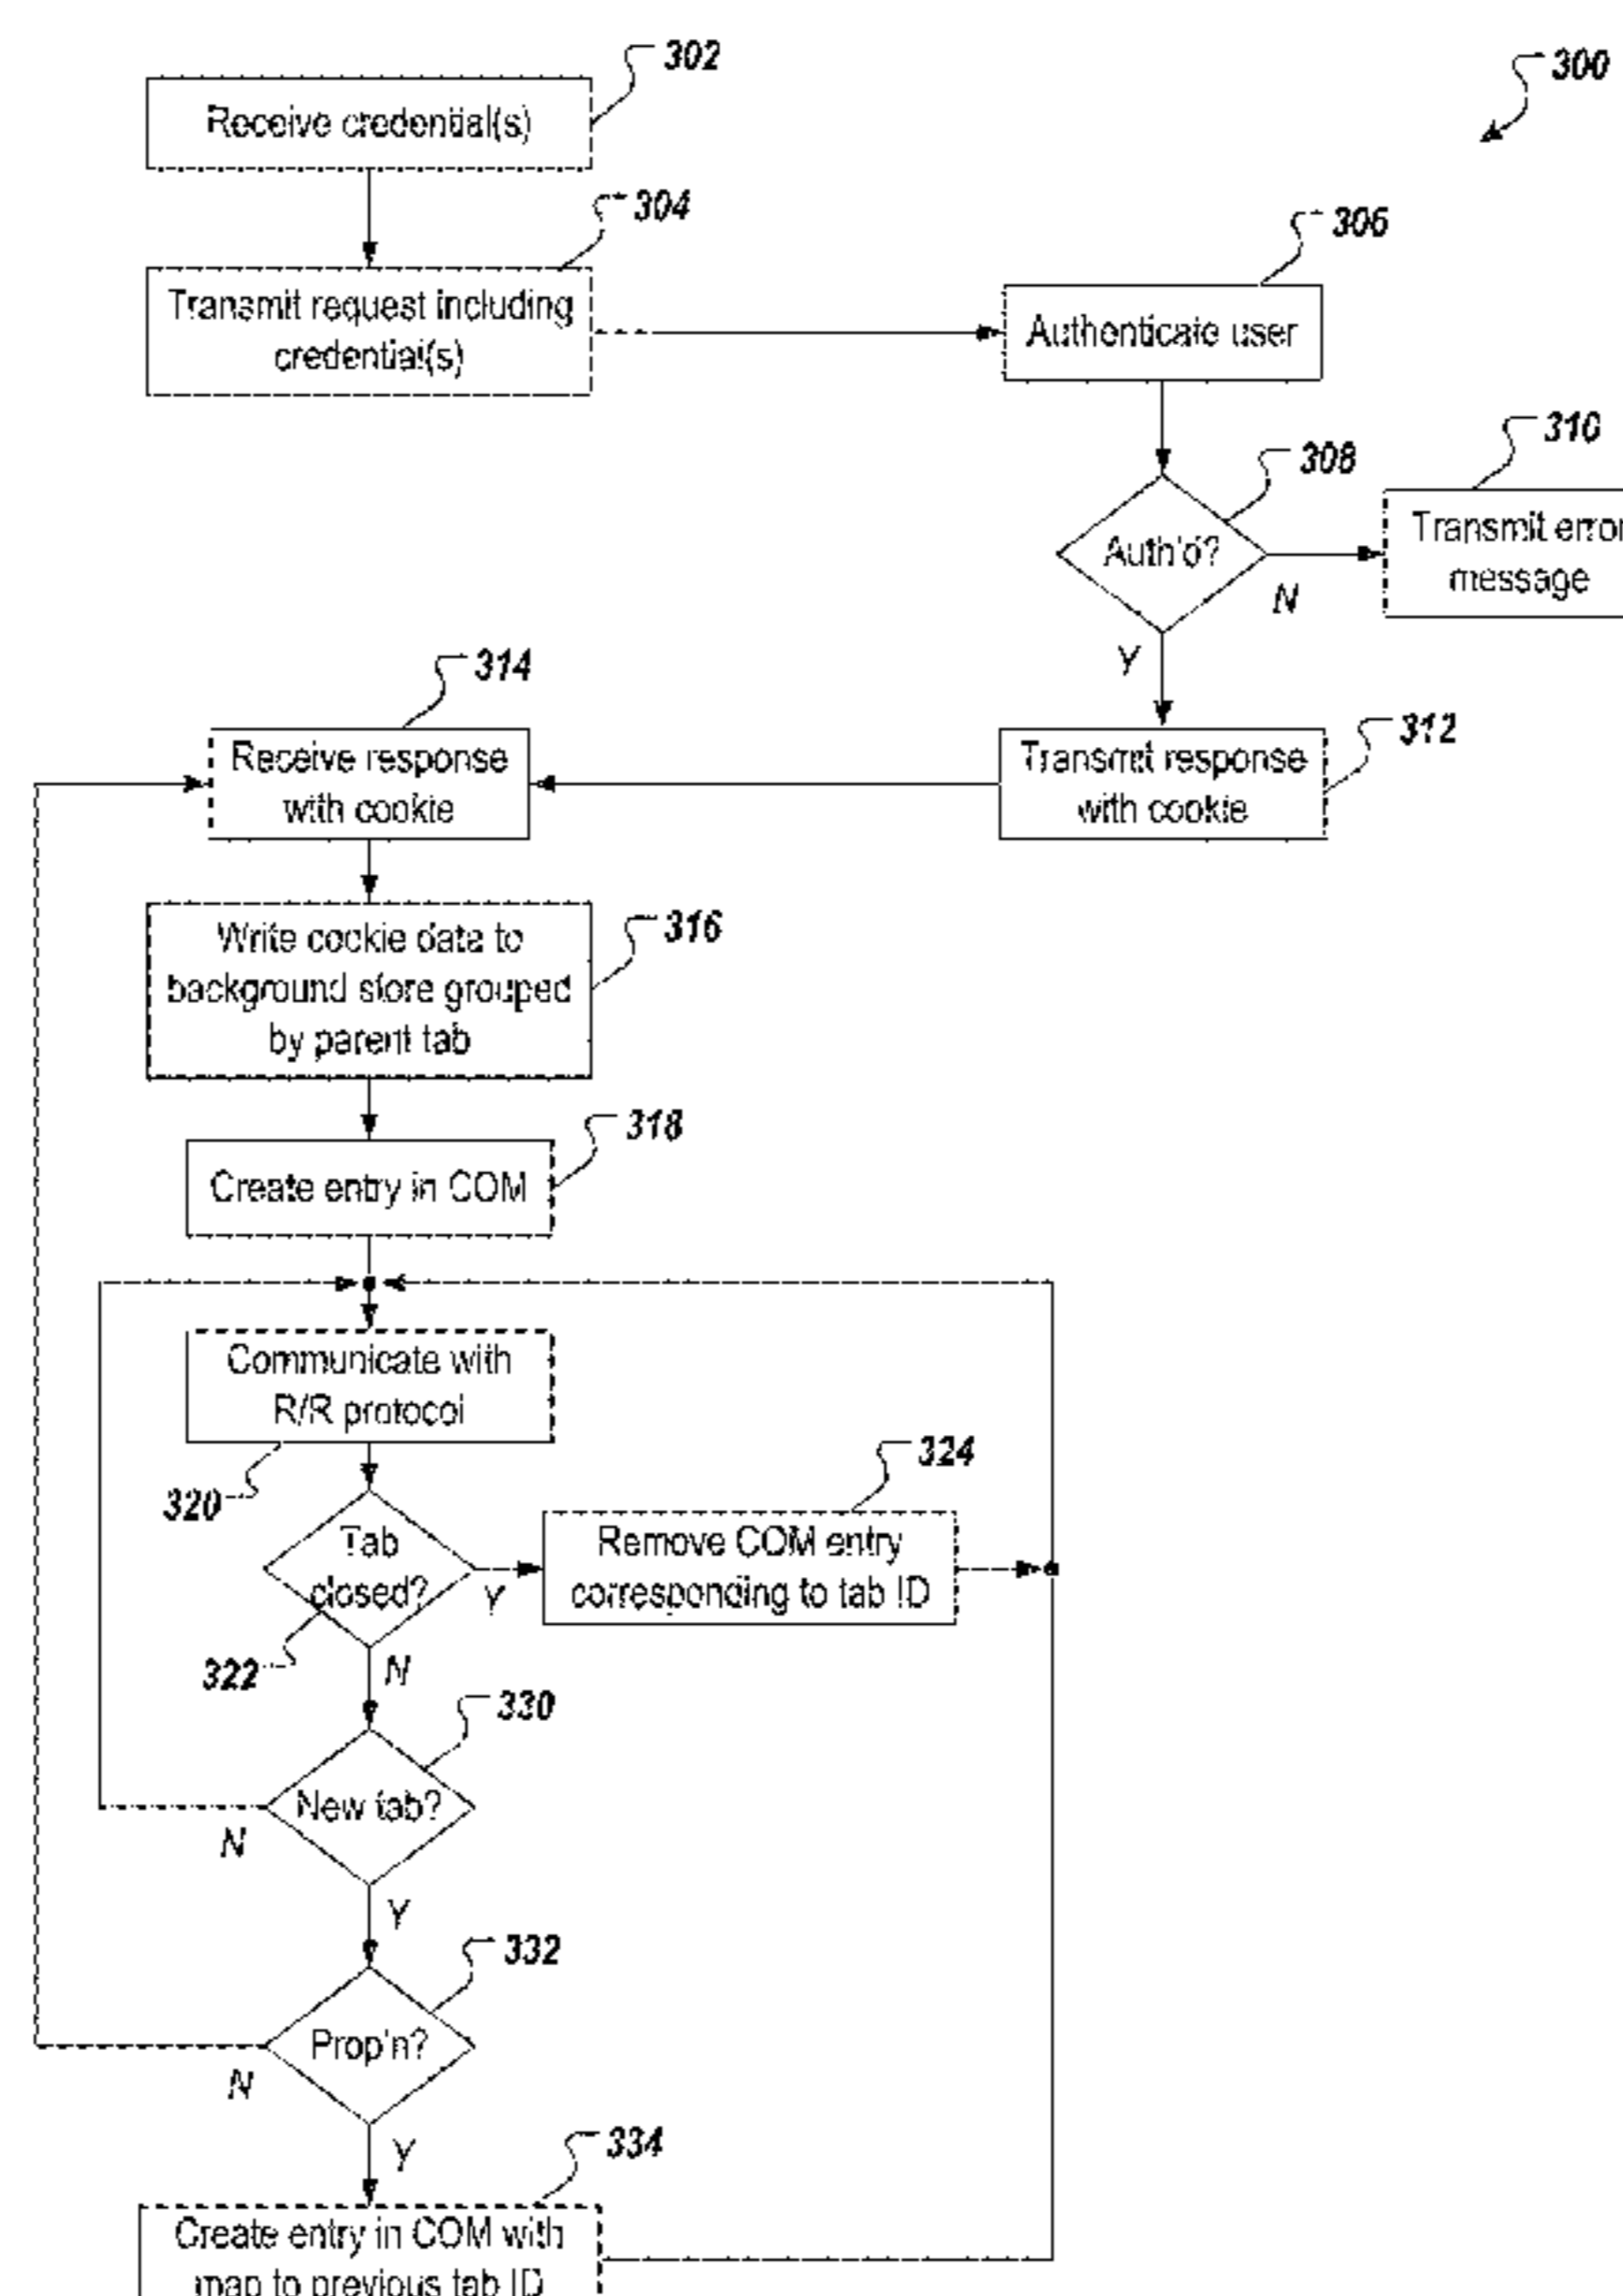 302
300
Receive credential(s)
304
Transmit request including
credential(s)
306
Authenticate user
308
310
Auth'd?
N
Transmit error
message
Y
314
312
Receive response
with cookie
Transmit response
with cookie
316
Write cookie data to
background store grouped
by parent tab
318
Create entry in COM
Communicate with
R/R protocol
320
324
Tab
closed?
Y
Remove COM entry
corresponding to tab ID
322
N
330
New tab?
N
Y
332
Prop'n?
N
Y
334
Create entry in COM with
map to previous tab ID